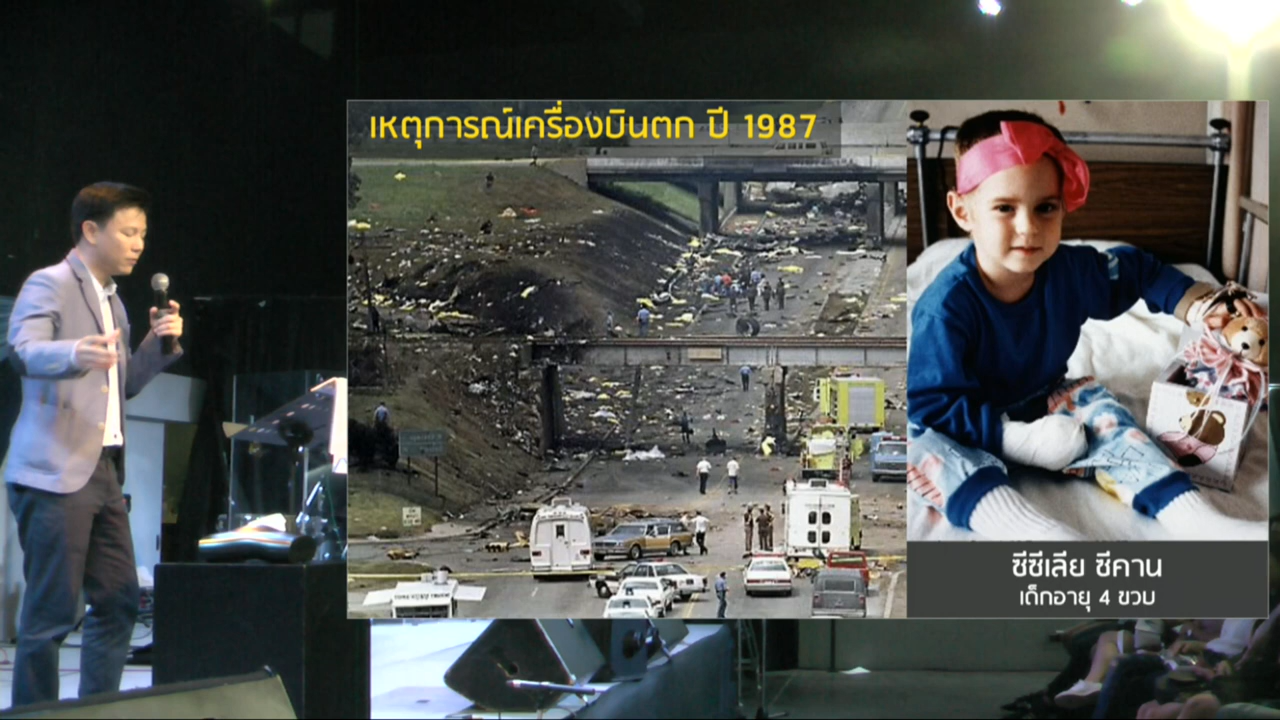 เหตุการณ์เครื่องบินตก ปี 1987
ซีซีเลีย ซีคาน
เด็กอายุ 4 ขวบ